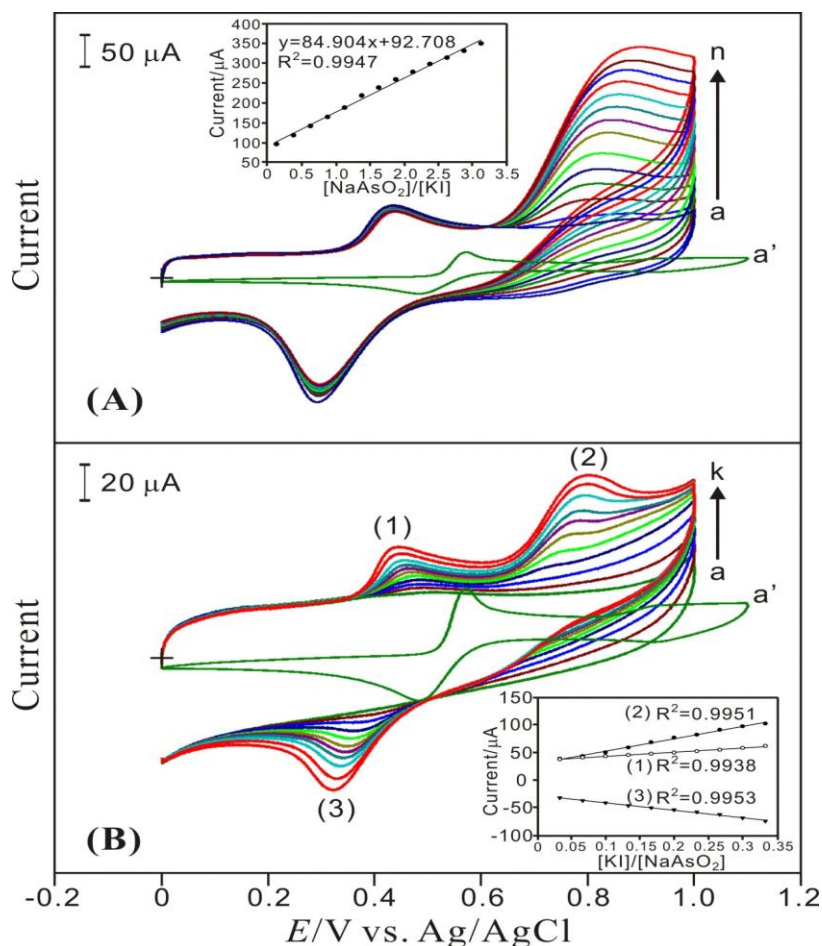 50 μA
400
350
300
250
200
150
100
50
Current/μA
y=84.904x+92.708
R²=0.9947
0.0 0.5 1.0 1.5 2.0 2.5 3.0 3.5
[NaAsO₂]/[KI]
n
a
a'
Current
(A)
20 μA
(1)
(2)
(3)
k
a
a'
Current
(B)
150
100
50
0
-50
-100
Current/μA
(2) R²=0.9951
(1) R²=0.9938
(3) R²=0.9953
0.05 0.1 0.15 0.2 0.25 0.3 0.35
[KI]/[NaAsO₂]
-0.2 0 0.2 0.4 0.6 0.8 1.0 1.2
E/V vs. Ag/AgCl